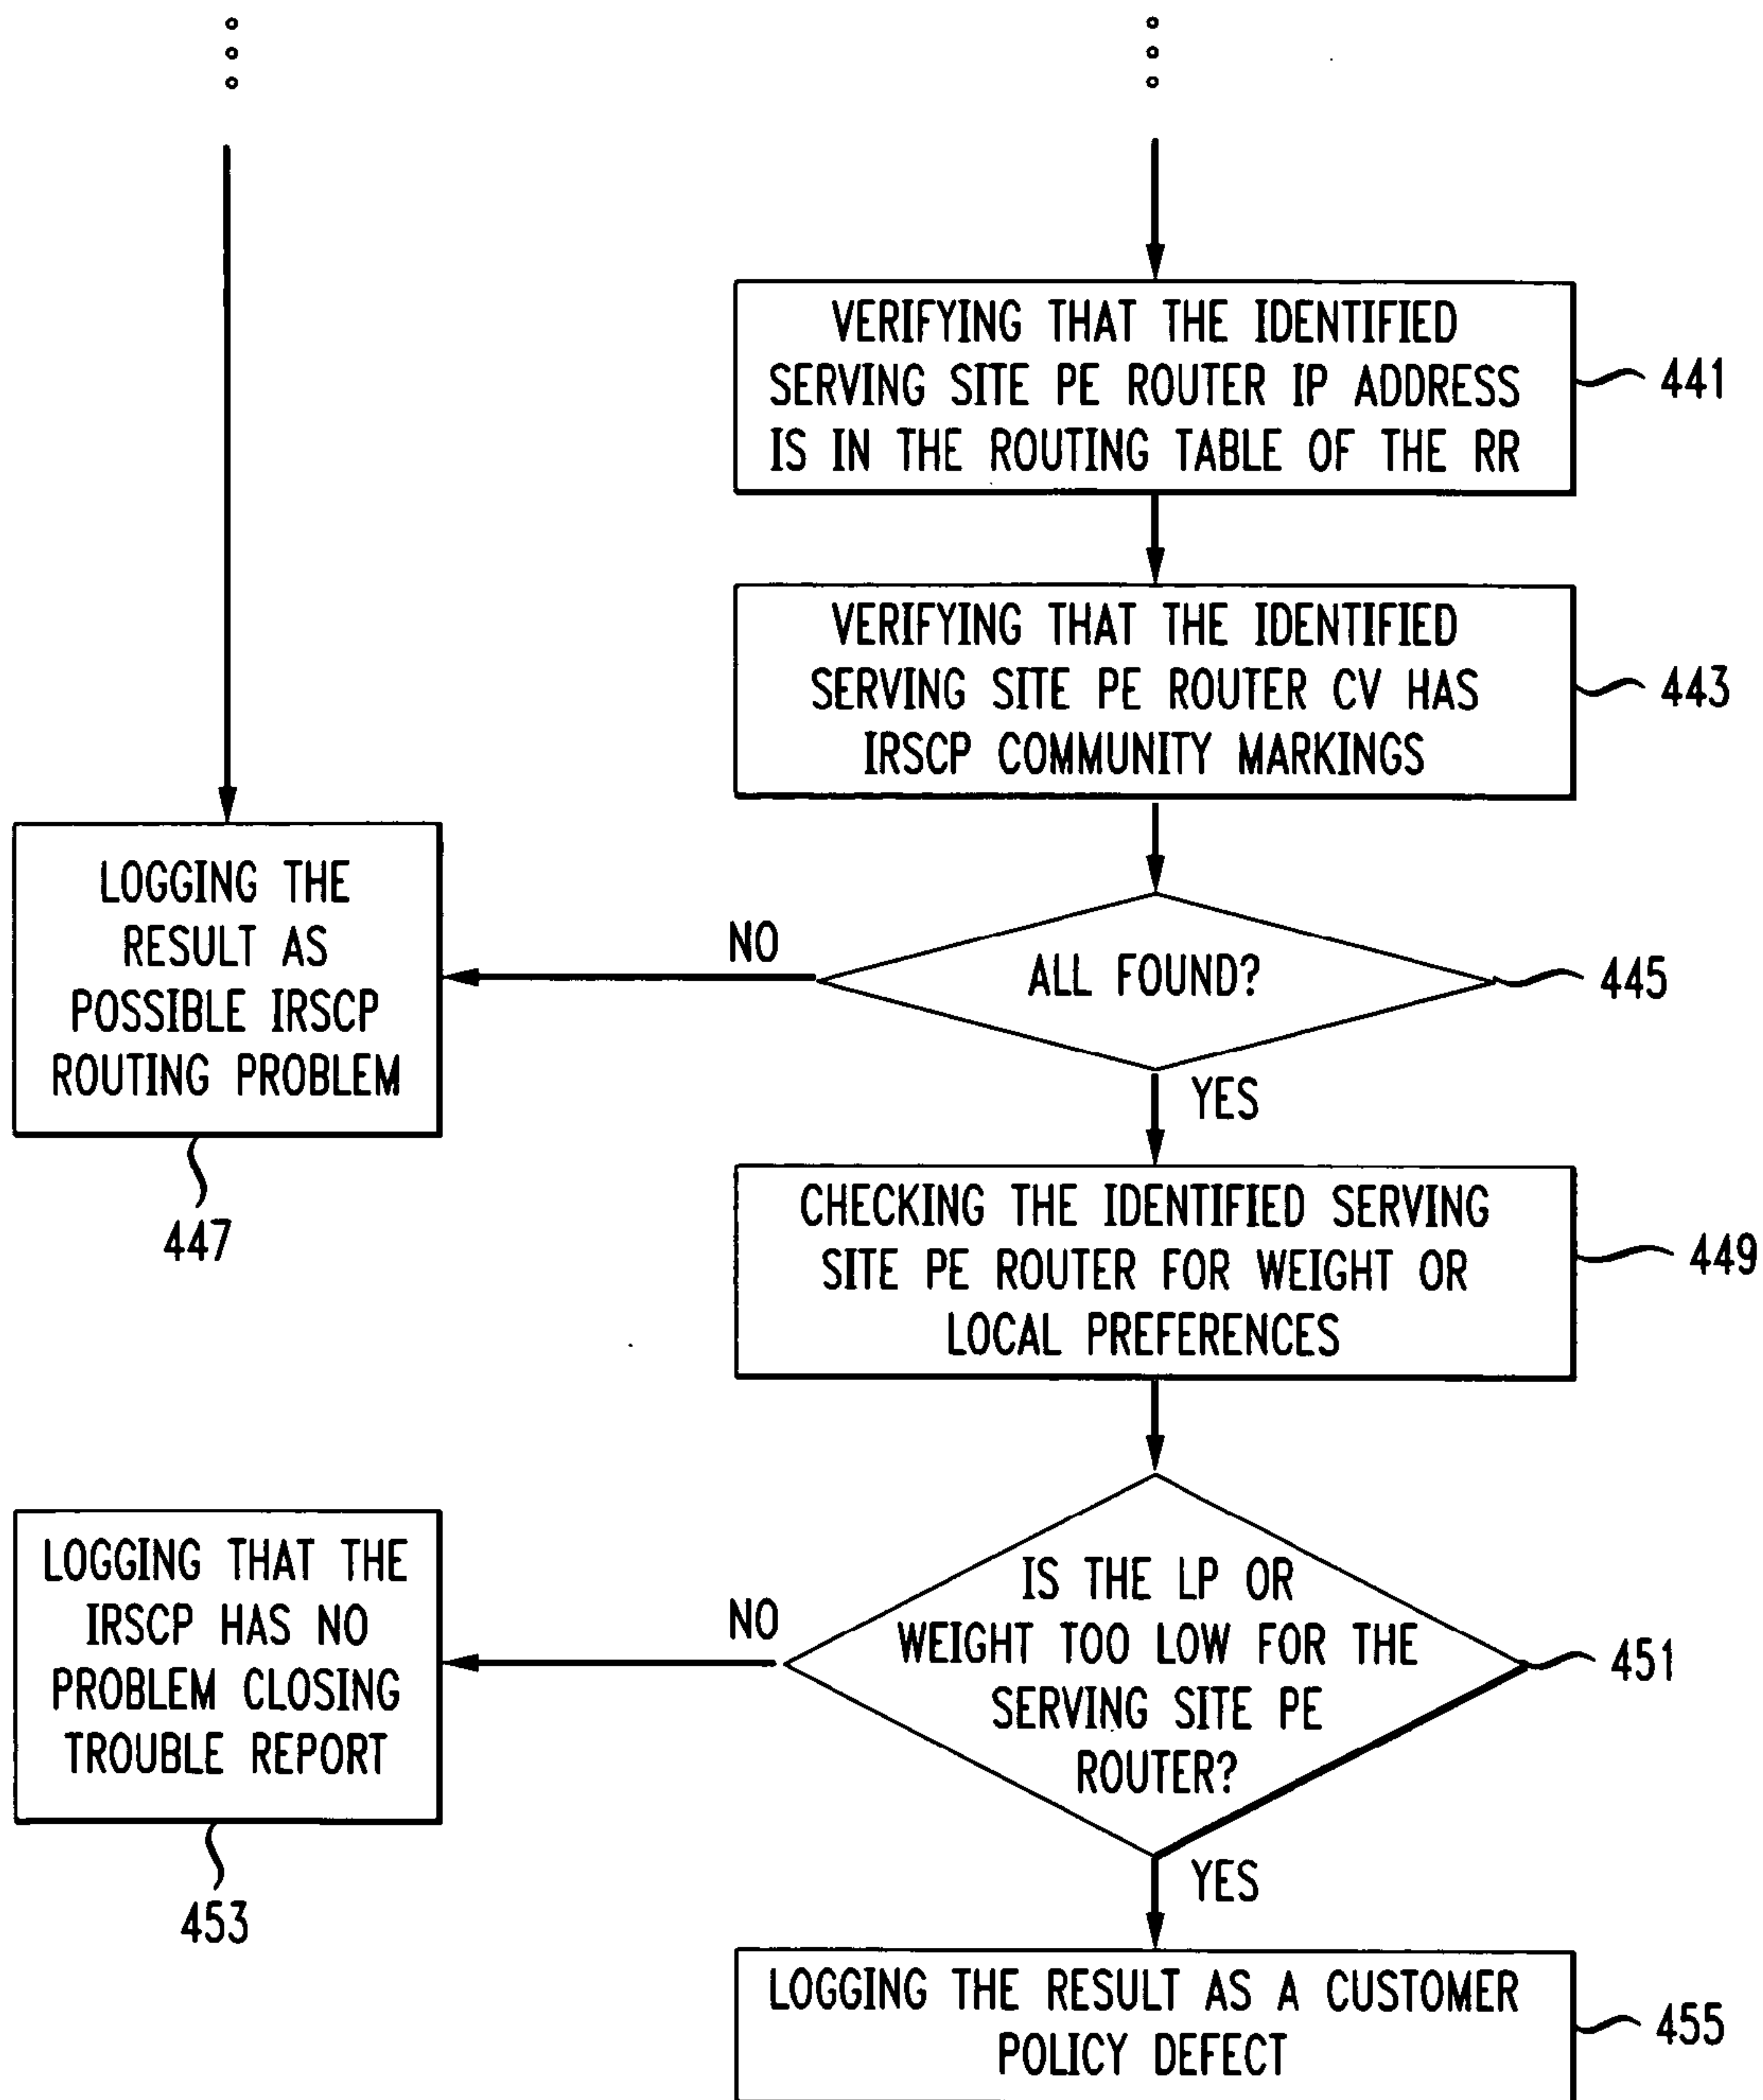 VERIFYING THAT THE IDENTIFIED
SERVING SITE PE ROUTER IP ADDRESS
IS IN THE ROUTING TABLE OF THE RR
441
VERIFYING THAT THE IDENTIFIED
SERVING SITE PE ROUTER CV HAS
IRSCP COMMUNITY MARKINGS
443
LOGGING THE
RESULT AS
POSSIBLE IRSCP
ROUTING PROBLEM
447
NO
ALL FOUND?
445
YES
CHECKING THE IDENTIFIED SERVING
SITE PE ROUTER FOR WEIGHT OR
LOCAL PREFERENCES
449
LOGGING THAT THE
IRSCP HAS NO
PROBLEM CLOSING
TROUBLE REPORT
453
NO
IS THE LP OR
WEIGHT TOO LOW FOR THE
SERVING SITE PE
ROUTER?
451
YES
LOGGING THE RESULT AS A CUSTOMER
POLICY DEFECT
455